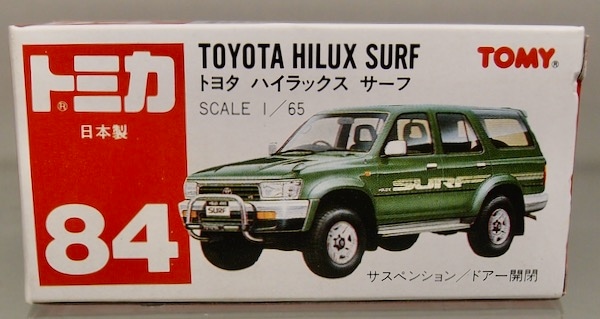 トミカ®
日本製
84
TOYOTA HILUX SURF
トヨタ ハイラックス サーフ
SCALE 1/65
TOMY®
SURF
SURF
サスペンション/ドアー開閉